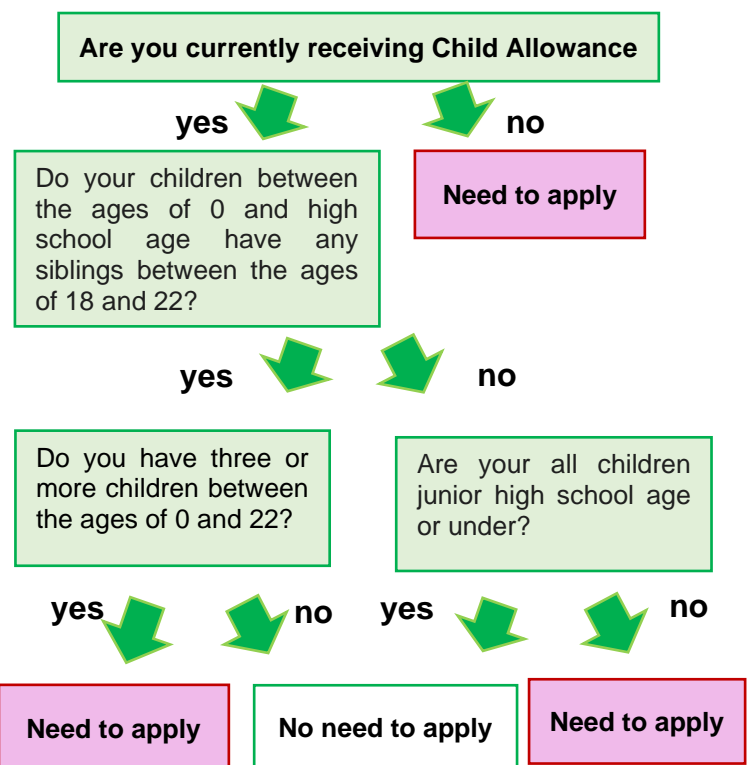 Are you currently receiving Child Allowance
yes
no
Do your children between
the ages of 0 and high
school age have any
siblings between the ages
of 18 and 22?
Need to apply
yes
no
Do you have three or
more children between
the ages of 0 and 22?
Are your all children
junior high school age
or under?
yes
no
yes
no
Need to apply
No need to apply
Need to apply